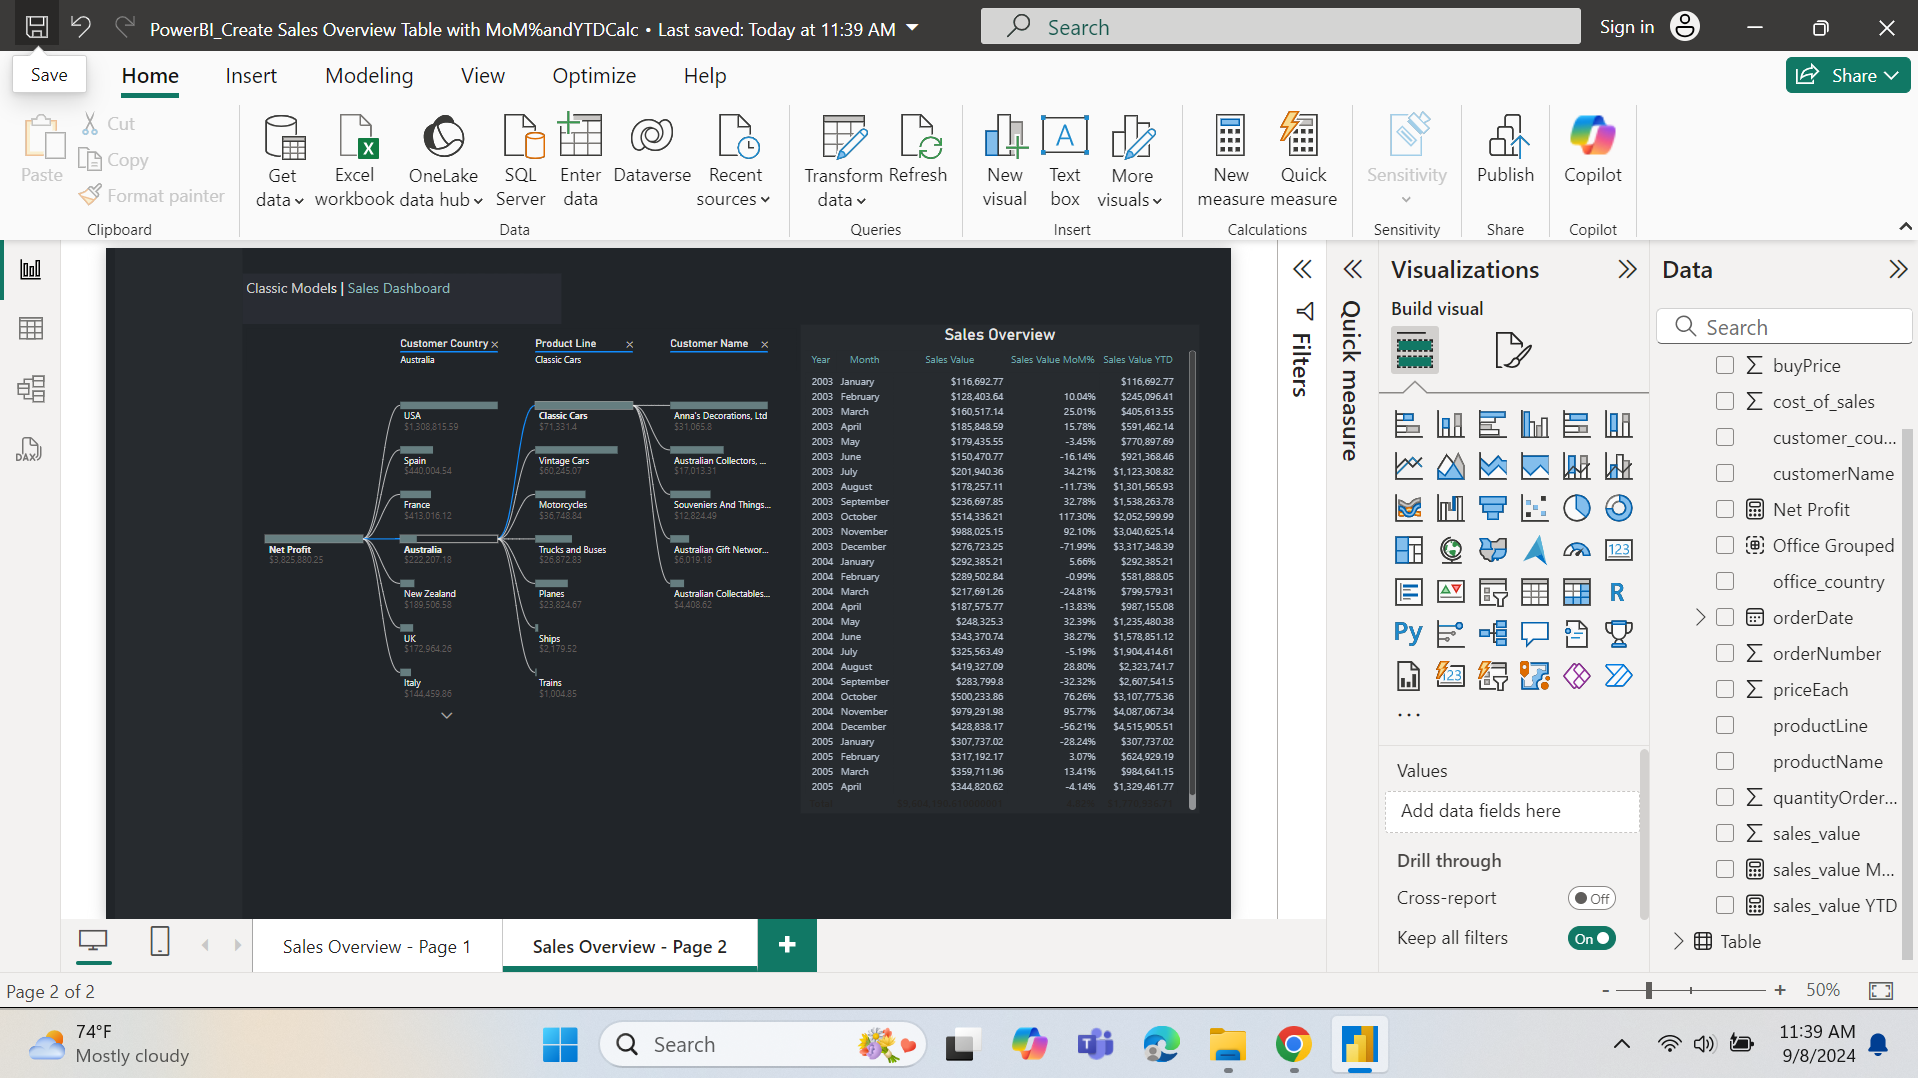 PowerBI_Create Sales Overview Table with MoM%andYTDCalc • Last saved: Today at 11:39 AM
Search
Sign in
Save
Home
Insert
Modeling
View
Optimize
Help
Share
Paste
Cut
Copy
Format painter
Clipboard
Get data
Excel workbook
OneLake data hub
SQL Server
Enter data
Dataverse
Recent sources
Data
Transform data
Refresh
Queries
New visual
Text box
More visuals
Insert
New measure
Quick measure
Calculations
Sensitivity
Sensitivity
Publish
Share
Copilot
Copilot
Classic Models | Sales Dashboard
Customer Country
Australia
Product Line
Classic Cars
Customer Name
Net Profit
$3,825,880.25
USA
$1,308,815.59
Spain
$440,004.54
France
$413,016.12
Australia
$222,207.18
New Zealand
$189,506.58
UK
$172,964.26
Italy
$144,459.86
Classic Cars
$71,331.4
Vintage Cars
$60,245.07
Motorcycles
$36,748.84
Trucks and Buses
$26,872.83
Planes
$23,824.67
Ships
$2,179.52
Trains
$1,004.85
Anna's Decorations, Ltd
$31,065.8
Australian Collectors, ...
$17,013.31
Souveniers And Things...
$12,824.49
Australian Gift Networ...
$6,019.18
Australian Collectables...
$4,408.62
Sales Overview
Year Month Sales Value Sales Value MoM% Sales Value YTD
2003 January $116,692.77 $116,692.77
2003 February $128,403.64 10.04% $245,096.41
2003 March $160,517.14 25.01% $405,613.55
2003 April $185,848.59 15.78% $591,462.14
2003 May $179,435.55 -3.45% $770,897.69
2003 June $150,470.77 -16.14% $921,368.46
2003 July $201,940.36 34.21% $1,123,308.82
2003 August $178,257.11 -11.73% $1,301,565.93
2003 September $236,697.85 32.78% $1,538,263.78
2003 October $514,336.21 117.30% $2,052,599.99
2003 November $988,025.15 92.10% $3,040,625.14
2003 December $276,723.25 -71.99% $3,317,348.39
2004 January $292,385.21 5.66% $292,385.21
2004 February $289,502.84 -0.99% $581,888.05
2004 March $217,691.26 -24.81% $799,579.31
2004 April $187,575.77 -13.83% $987,155.08
2004 May $248,325.3 32.39% $1,235,480.38
2004 June $343,370.74 38.27% $1,578,851.12
2004 July $325,563.49 -5.19% $1,904,414.61
2004 August $419,327.09 28.80% $2,323,741.7
2004 September $283,799.8 -32.32% $2,607,541.5
2004 October $500,233.86 76.26% $3,107,775.36
2004 November $979,291.98 95.77% $4,087,067.34
2004 December $428,838.17 -56.21% $4,515,905.51
2005 January $307,737.02 -28.24% $307,737.02
2005 February $317,192.17 3.07% $624,929.19
2005 March $359,711.96 13.41% $984,641.15
2005 April $344,820.62 -4.14% $1,329,461.77
Total
Filters
Quick measure
Visualizations
Build visual
123
R
Py
123
...
Values
Add data fields here
Drill through
Cross-report
Off
Keep all filters
On
Data
Search
buyPrice
cost_of_sales
customer_cou...
customerName
Net Profit
Office Grouped
office_country
orderDate
orderNumber
priceEach
productLine
productName
quantityOrder...
sales_value
sales_value M...
sales_value YTD
Table
DAX
Sales Overview - Page 1
Sales Overview - Page 2
+
Page 2 of 2
- + 50%
74°F
Mostly cloudy
Search
11:39 AM
9/8/2024